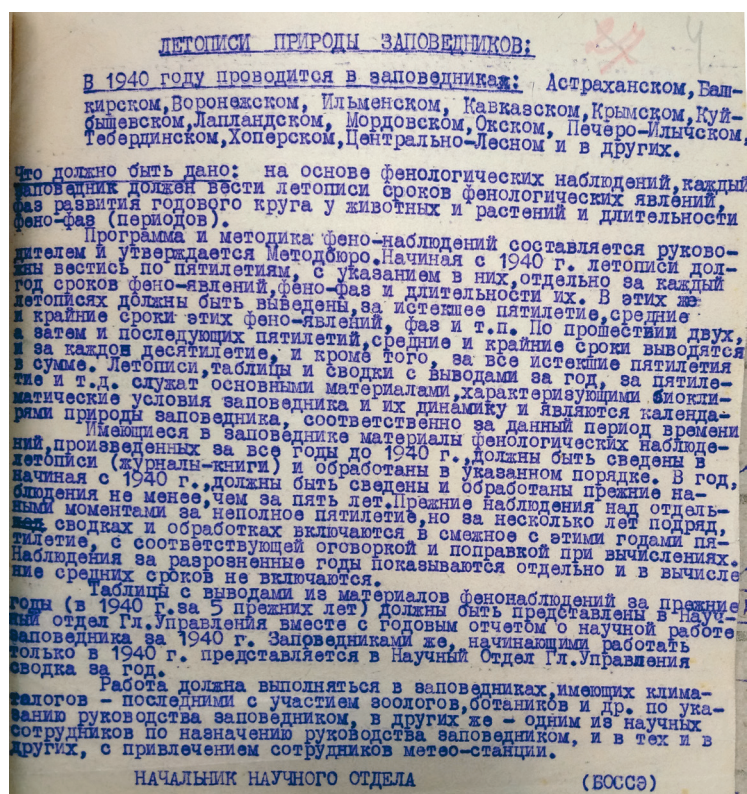 ЛЕТОПИСИ ПРИРОДЫ ЗАПОВЕДНИКОВ:
В 1940 году проводится в заповедниках: Астраханском,Баш-
кирском,Воронежском, Ильменском, Кавказском,Крымском,Куй-
бышевском,Лапландском, Мордовском,Окском, Печеро-Илычском,
Тебердинском,Хоперском,Центрально-Лесном и в других.
Что должно быть дано: на основе фенологических наблюдений,каждый
заповедник должен вести летописи сроков фенологических явлений,
фаз развития годового круга у животных и растений и длительности
фено-фаз (периодов).
Программа и методика фено-наблюдений составляется руково-
дителем и утверждается Методбюро.Начиная с 1940 г. летописи дол-
жны вестись по пятилетиям, с указанием в них,отдельно за каждый
год сроков фено-явлений,фено-фаз и длительности их. В этих же
летописях должны быть выведены,за истекшее пятилетие,средние
и крайние сроки этих фено-явлений, фаз и т.п. По прошествии двух,
а затем и последующих пятилетий,средние и крайние сроки выводятся
и за каждое десятилетие, и кроме того, за все истекшие пятилетия
в сумме. Летописи,таблицы и сводки с выводами за год, за пятиле-
тие и т.д. служат основными материалами,характеризующими биокли-
матические условия заповедника и их динамику и являются календа-
рями природы заповедника, соответственно за данный период времени
Имеющиеся в заповеднике материалы фенологических наблюде-
ний,произведенных за все годы до 1940 г.,должны быть сведены в
летописи (журналы-книги) и обработаны в указанном порядке. В год,
начиная с 1940 г.,должны быть сведены и обработаны прежние на-
блюдения не менее,чем за пять лет.Прежние наблюдения над отдель-
ными моментами за неполное пятилетие,но за несколько лет подряд,
сводках и обработках включаются в смежное с этими годами пя-
тилетие, с соответствующей оговоркой и поправкой при вычислениях.
Наблюдения за разрозненные годы показываются отдельно и в вычисле
ние средних сроков не включаются.
Таблицы с выводами из материалов фенонаблюдений за прежние
годы (в 1940 г.за 5 прежних лет) должны быть представлены в Науч-
ный отдел Гл.Управления вместе с годовым отчетом о научной работе
заповедника за 1940 г. Заповедниками же, начинающими работать
только в 1940 г. представляется в Научный Отдел Гл.Управления
сводка за год.
Работа должна выполняться в заповедниках,имеющих клима-
талогов - последними с участием зоологов,ботаников и др. по ука-
занию руководства заповедником, в других же - одним из научных
сотрудников по назначению руководства заповедником, и в тех и в
других, с привлечением сотрудников метео-станции.
НАЧАЛЬНИК НАУЧНОГО ОТДЕЛА (БОССЭ)